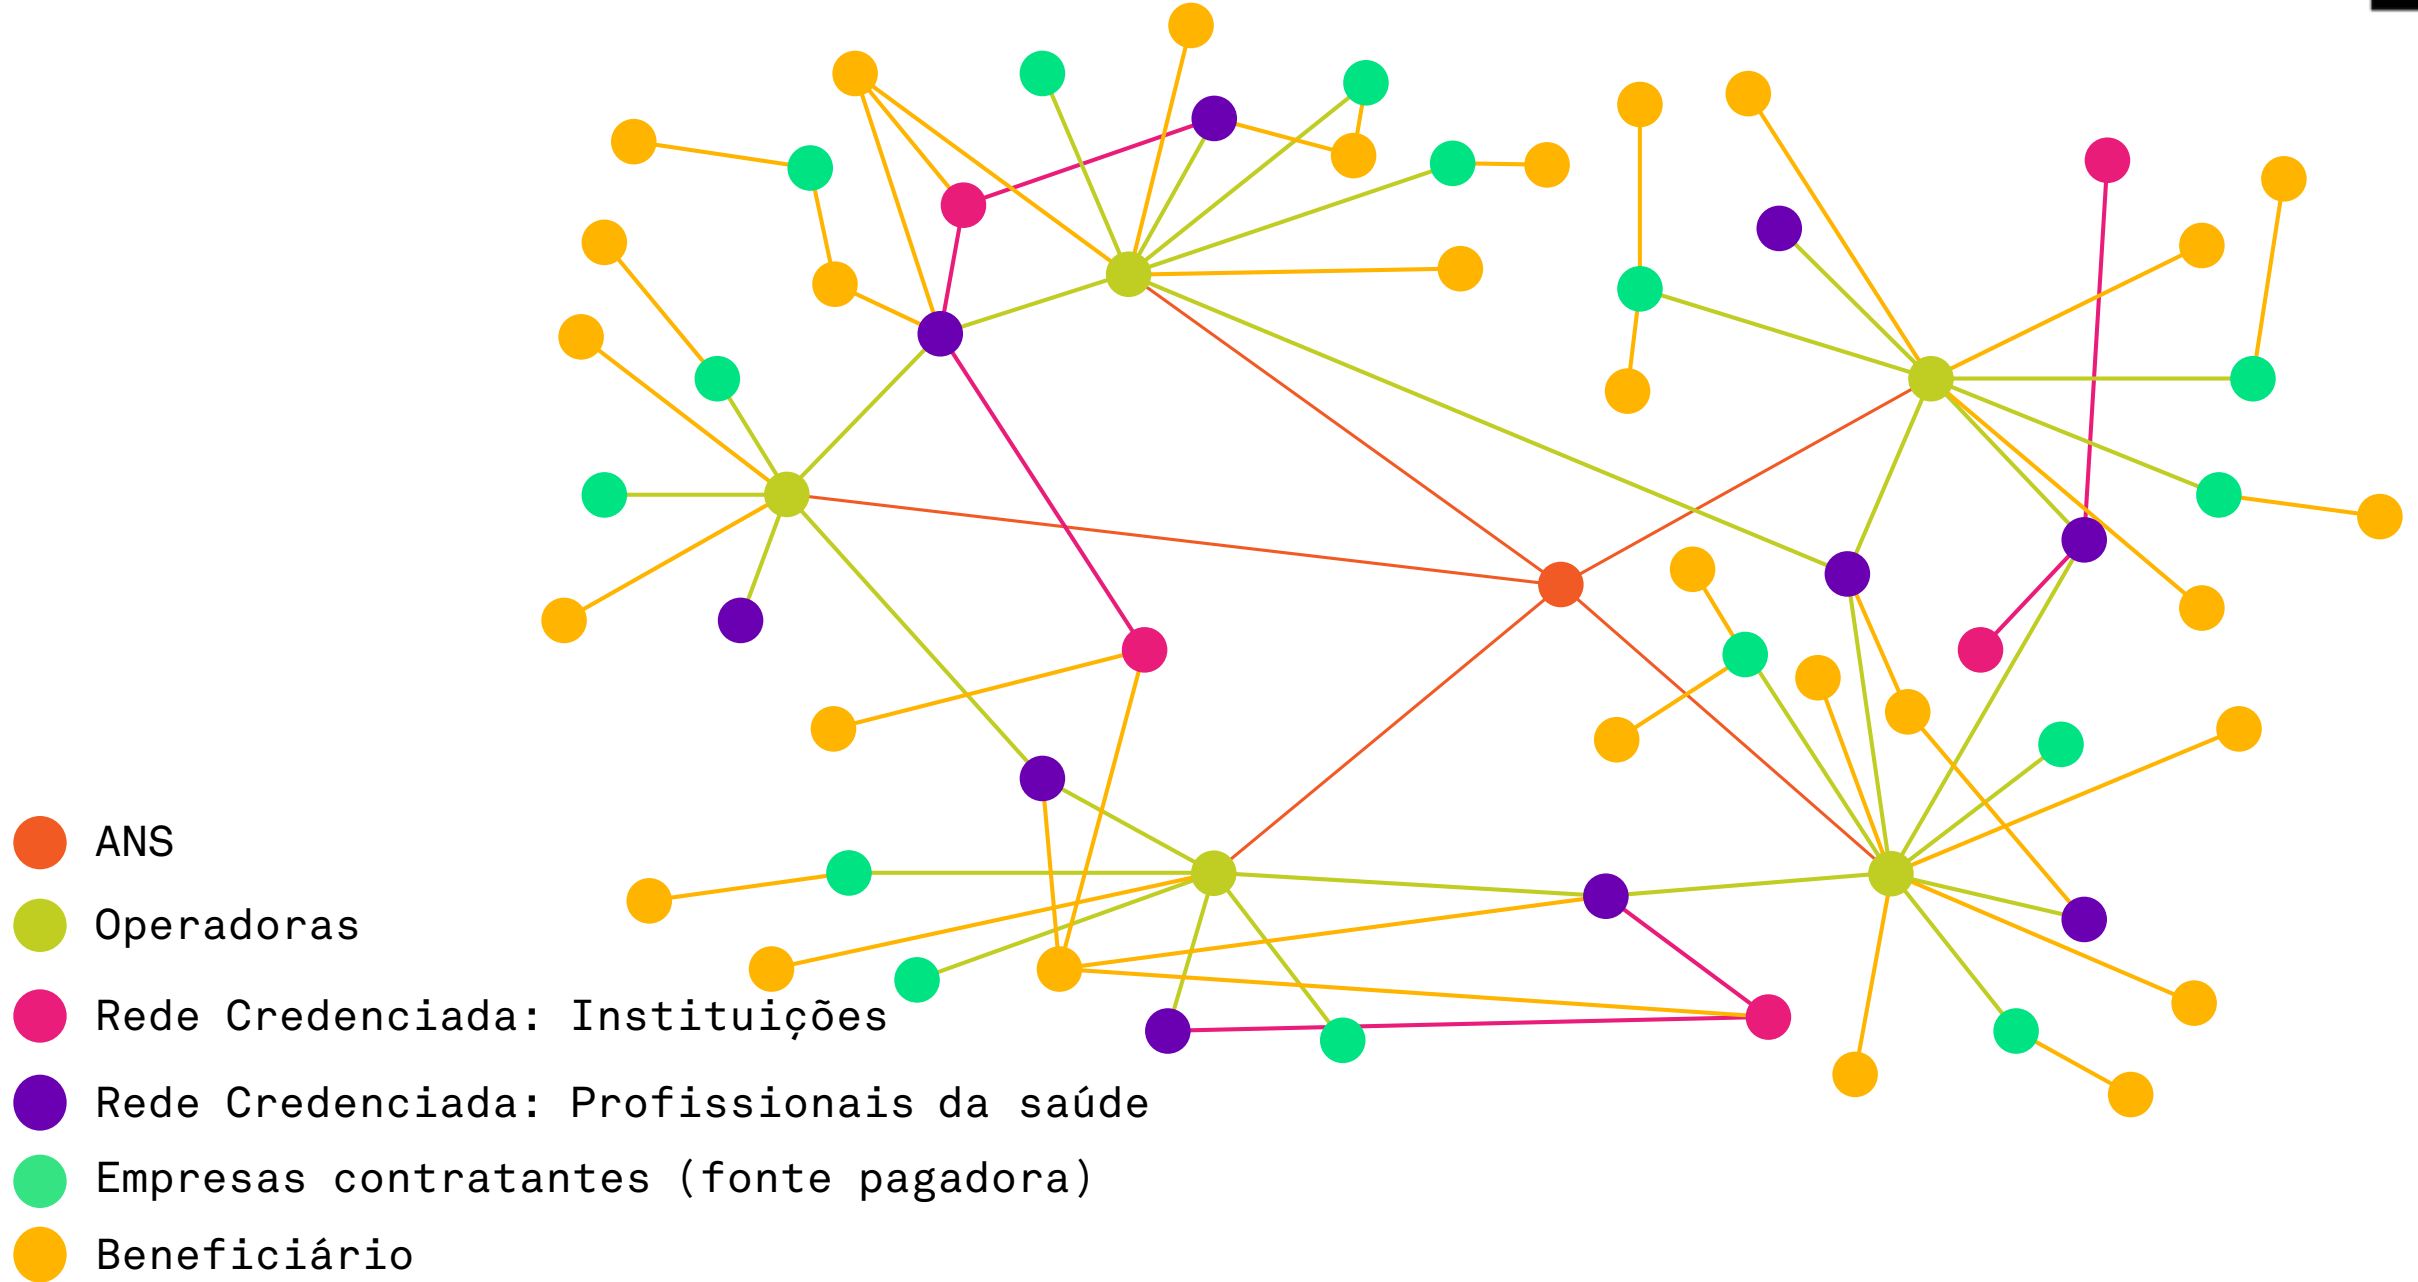 ANS
Operadoras
Rede Credenciada: Instituições
Rede Credenciada: Profissionais da saúde
Empresas contratantes (fonte pagadora)
Beneficiário